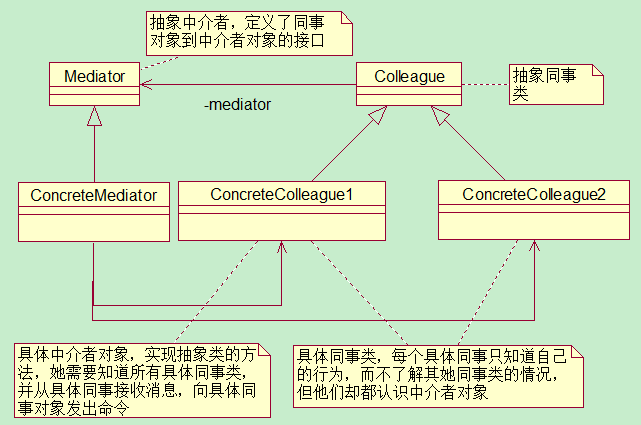 抽象中介者，定义了同事
对象到中介者对象的接口
Mediator
Colleague
抽象同事
类
-mediator
ConcreteMediator
ConcreteColleague1
ConcreteColleague2
具体中介者对象，实现抽象类的方
法，她需要知道所有具体同事类，
并从具体同事接收消息，向具体同
事对象发出命令
具体同事类，每个具体同事只知道自己
的行为，而不了解其她同事类的情况，
但他们却都认识中介者对象